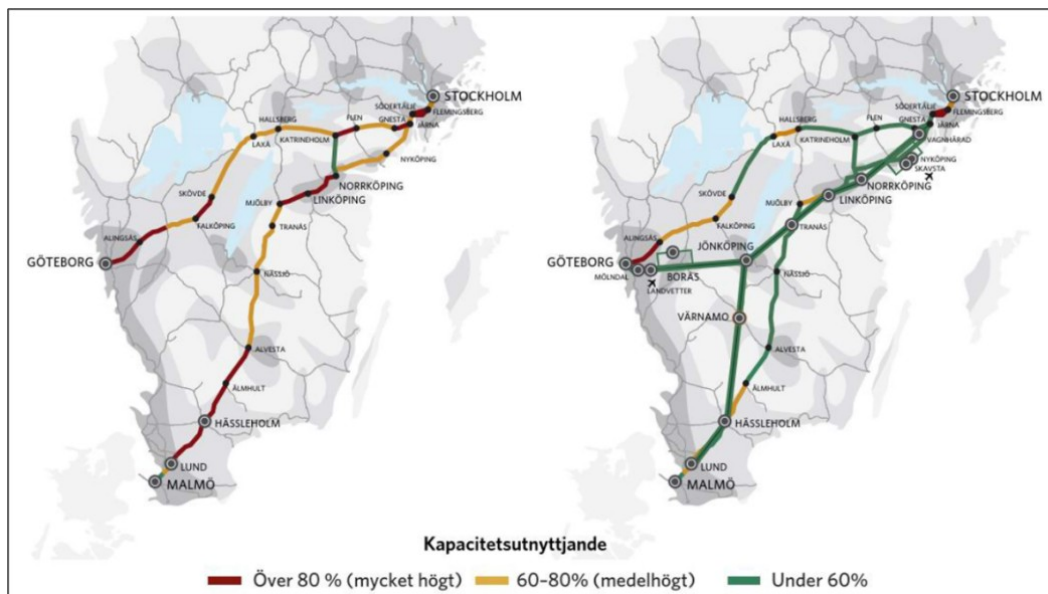 STOCKHOLM
SÖDERTÄLJE
FLEMINGSBERG
HALLSBERG
FLEN
GNESTA
JÄRNA
LAXÅ
KATRINEHOLM
NYKÖPING
NORRKÖPING
SKÖVDE
LINKÖPING
MJÖLBY
FALKÖPING
TRANÅS
ALINGSÅS
GÖTEBORG
NÄSSJÖ
ALVESTA
ÄLMHULT
HÄSSLEHOLM
LUND
MALMÖ
STOCKHOLM
SÖDERTÄLJE
FLEMINGSBERG
HALLSBERG
FLEN
GNESTA
JÄRNA
VAGNHÄRAD
LAXÅ
KATRINEHOLM
NYKÖPING
SKAVSTA
NORRKÖPING
SKÖVDE
LINKÖPING
MJÖLBY
FALKÖPING
TRANÅS
ALINGSÅS
JÖNKÖPING
GÖTEBORG
MÖLNDAL
BORÅS
NÄSSJÖ
LANDVETTER
VÄRNAMO
ALVESTA
ÄLMHULT
HÄSSLEHOLM
LUND
MALMÖ
Kapacitetsutnyttjande
Över 80 % (mycket högt)
60–80% (medelhögt)
Under 60%